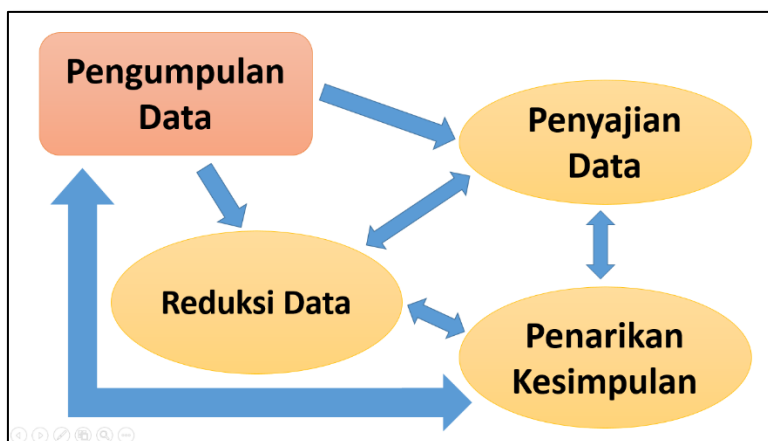 Pengumpulan
Data
Penyajian
Data
Reduksi Data
Penarikan
Kesimpulan